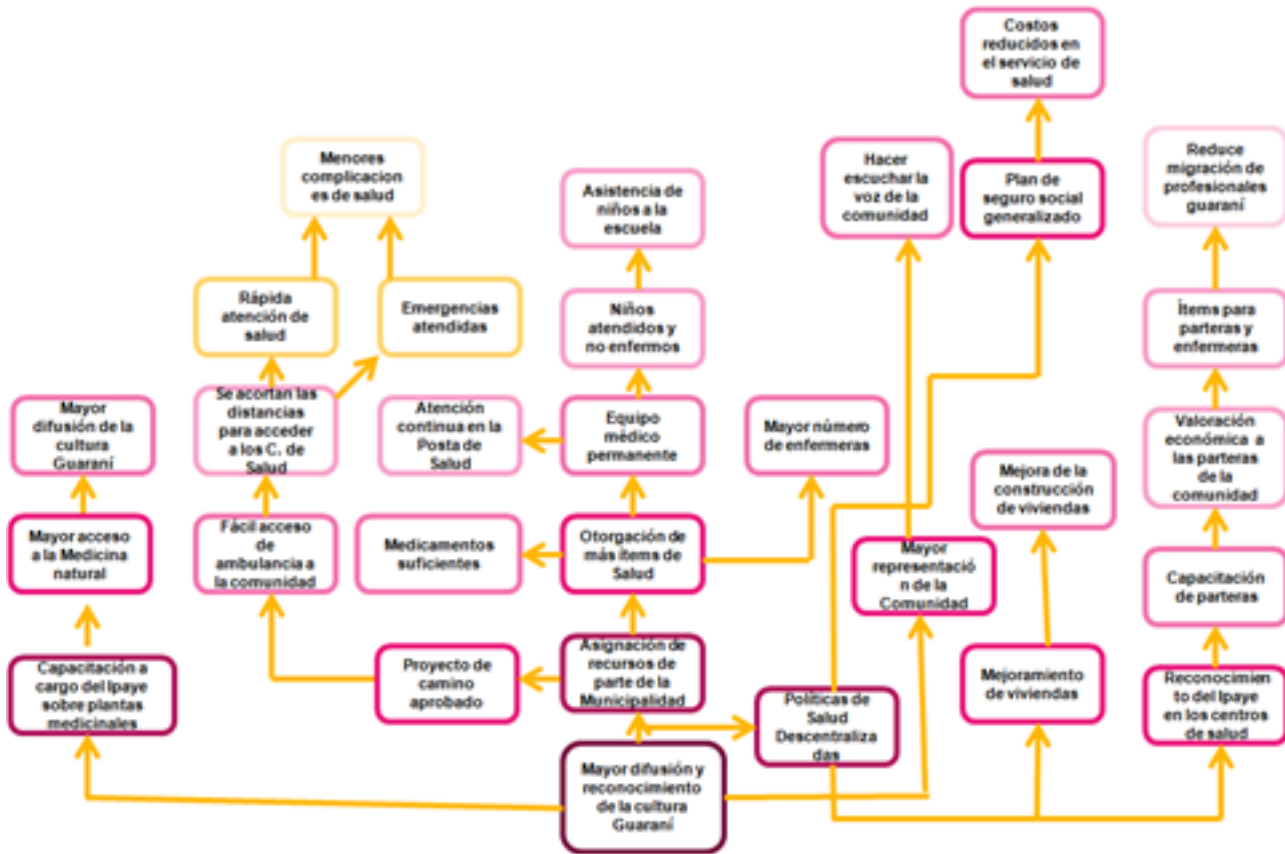 Costos
reducidos en
el servicio de
salud
Menores
complicacion
es de salud
Asistencia de
niños a la
escuela
Hacer
escuchar la
voz de la
comunidad
Plan de
seguro social
generalizado
Reduce
migración de
profesionales
guaraní
Rápida
atención de
salud
Emergencias
atendidas
Niños
atendidos y
no enfermos
Ítems para
parteras y
enfermeras
Mayor
difusión de la
cultura
Guaraní
Se acortan las
distancias
para acceder
a los C. de
Salud
Atención
continua en la
Posta de
Salud
Equipo
médico
permanente
Mayor número
de enfermeras
Mejora de la
construcción
de viviendas
Valoración
económica a
las parteras
de la
comunidad
Mayor acceso
a la Medicina
natural
Fácil acceso
de
ambulancia a
la comunidad
Medicamentos
suficientes
Otorgación de
más ítems de
Salud
Mayor
representació
n de la
Comunidad
Capacitación
de parteras
Capacitación a
cargo del Ipaye
sobre plantas
medicinales
Proyecto de
camino
aprobado
Asignación de
recursos de
parte de la
Municipalidad
Políticas de
Salud
Descentraliza
das
Mejoramiento
de viviendas
Reconocimien
to del Ipaye
en los centros
de salud
Mayor difusión y
reconocimiento
de la cultura
Guaraní